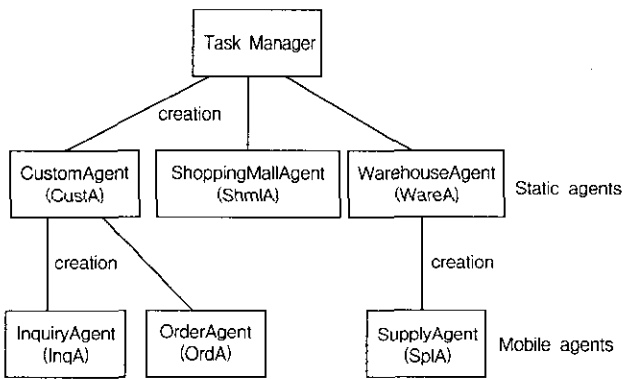 Task Manager
creation
CustomAgent
(CustA)
ShoppingMallAgent
(ShmlA)
WarehouseAgent
(WareA)
Static agents
creation
creation
InquiryAgent
(InqA)
OrderAgent
(OrdA)
SupplyAgent
(SplA)
Mobile agents